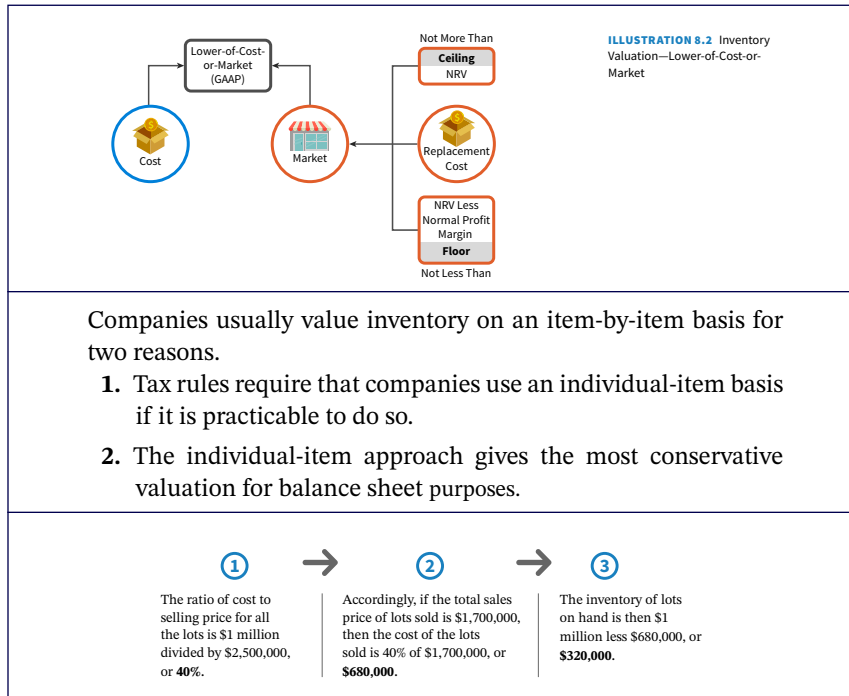 Not More Than
Ceiling
NRV
Lower-of-Cost-
or-Market
(GAAP)
$
Cost
Market
$
Replacement
Cost
NRV Less
Normal Profit
Margin
Floor
Not Less Than
ILLUSTRATION 8.2 Inventory
Valuation—Lower-of-Cost-or-
Market
Companies usually value inventory on an item-by-item basis for
two reasons.
1. Tax rules require that companies use an individual-item basis
if it is practicable to do so.
2. The individual-item approach gives the most conservative
valuation for balance sheet purposes.
1
The ratio of cost to
selling price for all
the lots is $1 million
divided by $2,500,000,
or 40%.
2
Accordingly, if the total sales
price of lots sold is $1,700,000,
then the cost of the lots
sold is 40% of $1,700,000, or
$680,000.
3
The inventory of lots
on hand is then $1
million less $680,000, or
$320,000.